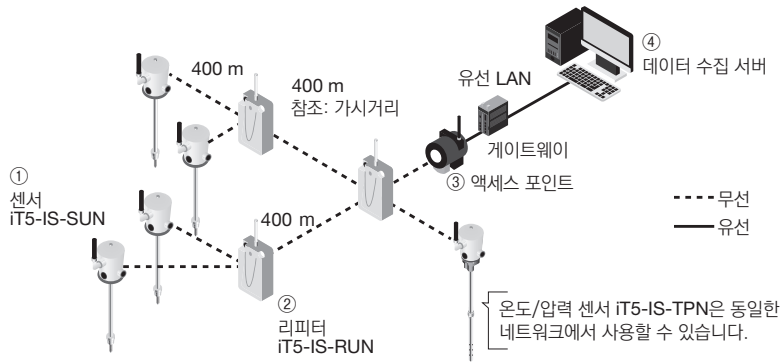 400 m
400 m
참조: 가시거리
유선 LAN
④
데이터 수집 서버
게이트웨이
③ 액세스 포인트
①
센서
iT5-IS-SUN
400 m
무선
유선
②
리피터
iT5-IS-RUN
온도/압력 센서 iT5-IS-TPN은 동일한
네트워크에서 사용할 수 있습니다.